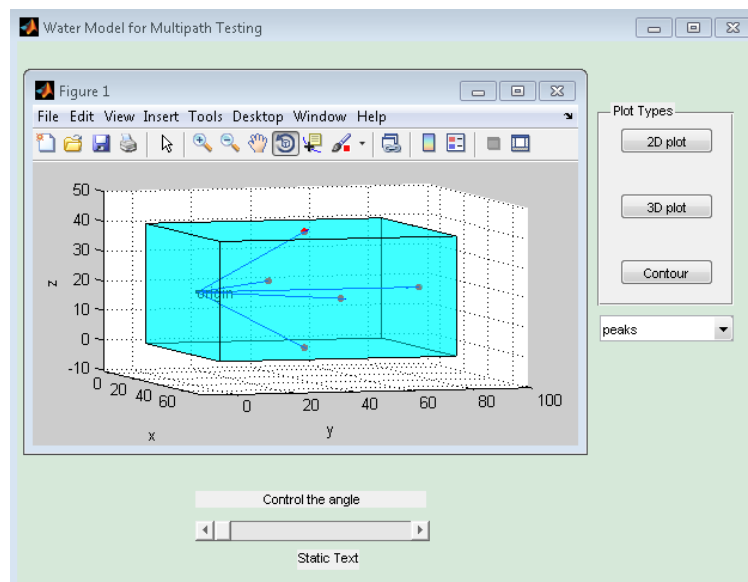 Water Model for Multipath Testing
Figure 1
File Edit View Insert Tools Desktop Window Help
Plot Types
2D plot
3D plot
Contour
peaks
50
40
30
20
10
0
-10
z
origin
0 20 40 60
x
0 20 40 60 80 100
y
Control the angle
Static Text